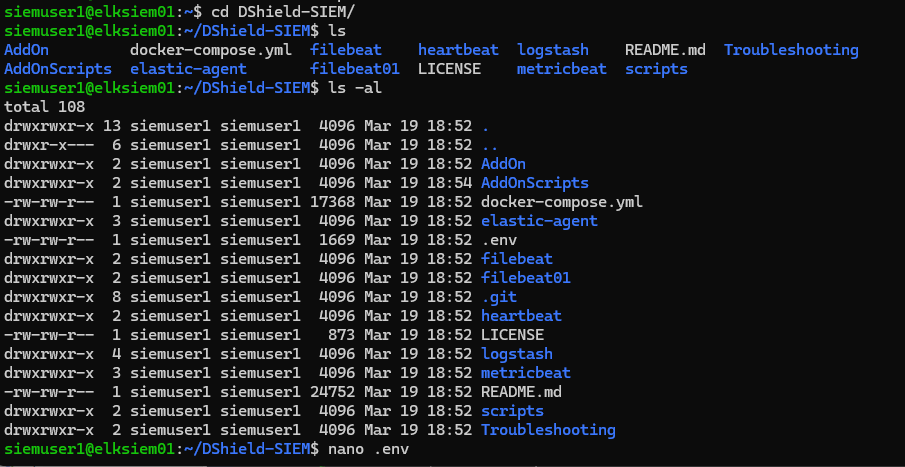 siemuser1@elksiem01:~$ cd DShield-SIEM/
siemuser1@elksiem01:~/DShield-SIEM$ ls
AddOn         docker-compose.yml  filebeat    heartbeat  logstash    README.md  Troubleshooting
AddOnScripts  elastic-agent       filebeat01  LICENSE    metricbeat  scripts
siemuser1@elksiem01:~/DShield-SIEM$ ls -al
total 108
drwxrwxr-x 13 siemuser1 siemuser1  4096 Mar 19 18:52 .
drwxr-x---  6 siemuser1 siemuser1  4096 Mar 19 18:52 ..
drwxrwxr-x  2 siemuser1 siemuser1  4096 Mar 19 18:52 AddOn
drwxrwxr-x  2 siemuser1 siemuser1  4096 Mar 19 18:54 AddOnScripts
-rw-rw-r--  1 siemuser1 siemuser1 17368 Mar 19 18:52 docker-compose.yml
drwxrwxr-x  3 siemuser1 siemuser1  4096 Mar 19 18:52 elastic-agent
-rw-rw-r--  1 siemuser1 siemuser1  1669 Mar 19 18:52 .env
drwxrwxr-x  2 siemuser1 siemuser1  4096 Mar 19 18:52 filebeat
drwxrwxr-x  2 siemuser1 siemuser1  4096 Mar 19 18:52 filebeat01
drwxrwxr-x  8 siemuser1 siemuser1  4096 Mar 19 18:52 .git
drwxrwxr-x  2 siemuser1 siemuser1  4096 Mar 19 18:52 heartbeat
-rw-rw-r--  1 siemuser1 siemuser1   873 Mar 19 18:52 LICENSE
drwxrwxr-x  4 siemuser1 siemuser1  4096 Mar 19 18:52 logstash
drwxrwxr-x  3 siemuser1 siemuser1  4096 Mar 19 18:52 metricbeat
-rw-rw-r--  1 siemuser1 siemuser1 24752 Mar 19 18:52 README.md
drwxrwxr-x  2 siemuser1 siemuser1  4096 Mar 19 18:52 scripts
drwxrwxr-x  2 siemuser1 siemuser1  4096 Mar 19 18:52 Troubleshooting
siemuser1@elksiem01:~/DShield-SIEM$ nano .env